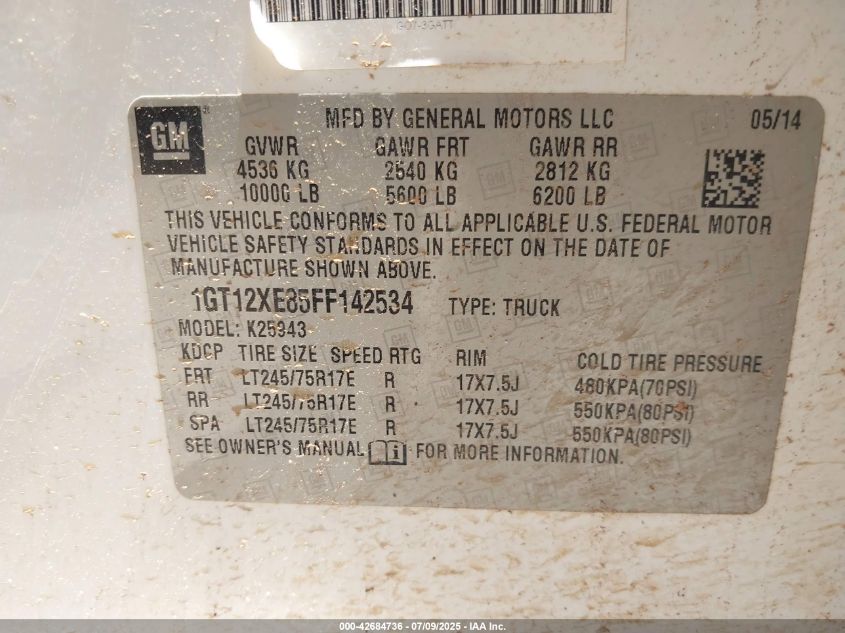 GO7-3GATT
GM
MFD BY GENERAL MOTORS LLC 05/14
GVWR GAWR FRT GAWR RR
4536 KG 2540 KG 2812 KG
10000 LB 5600 LB 6200 LB
THIS VEHICLE CONFORMS TO ALL APPLICABLE U.S. FEDERAL MOTOR
VEHICLE SAFETY STANDARDS IN EFFECT ON THE DATE OF
MANUFACTURE SHOWN ABOVE.
1GT12XE85FF142534 TYPE: TRUCK
MODEL: K25943
KDCP TIRE SIZE SPEED RTG RIM COLD TIRE PRESSURE
FRT LT245/75R17E R 17X7.5J 480KPA(70PSI)
RR LT245/75R17E R 17X7.5J 550KPA(80PSI)
SPA LT245/75R17E R 17X7.5J 550KPA(80PSI)
SEE OWNER'S MANUAL i FOR MORE INFORMATION.
000-42684736 - 07/09/2025 - IAA Inc.